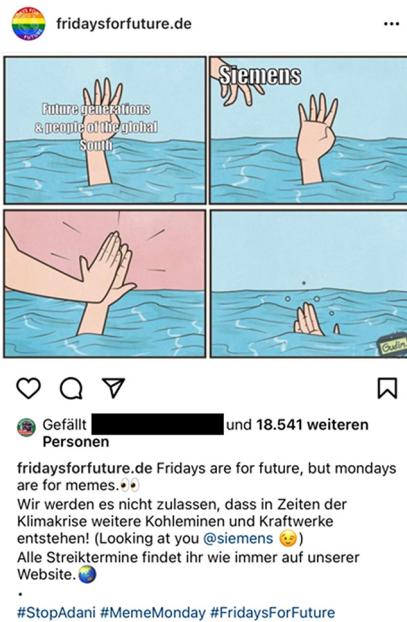 fridaysforfuture.de
Siemens
Future generations
& people of the global
South
Gefällt
und 18.541 weiteren
Personen
fridaysforfuture.de Fridays are for future, but mondays
are for memes.👀
Wir werden es nicht zulassen, dass in Zeiten der
Klimakrise weitere Kohleminen und Kraftwerke
entstehen! (Looking at you @siemens 😉)
Alle Streiktermine findet ihr wie immer auf unserer
Website.🌏
.
#StopAdani #MemeMonday #FridaysForFuture